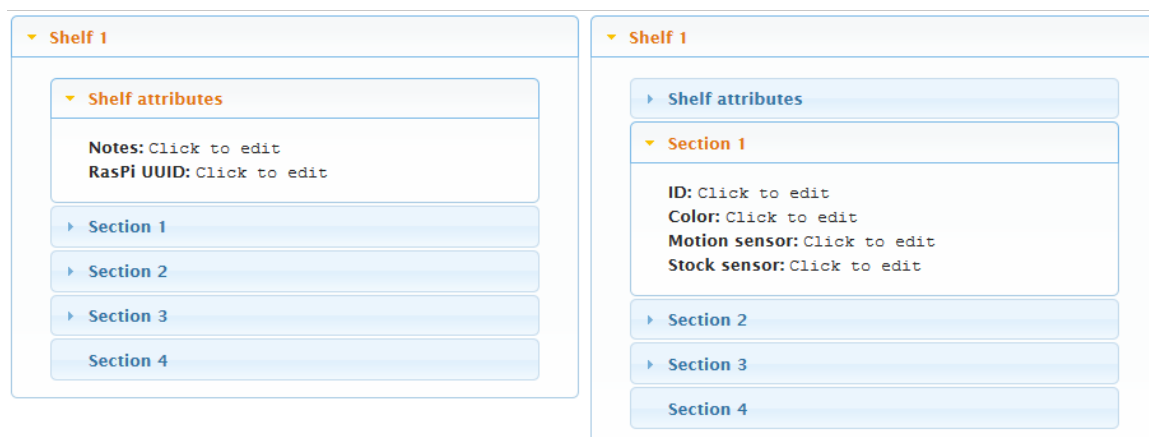 Shelf 1
Shelf attributes
Notes: Click to edit
RasPi UUID: Click to edit
Section 1
Section 2
Section 3
Section 4
Shelf 1
Shelf attributes
Section 1
ID: Click to edit
Color: Click to edit
Motion sensor: Click to edit
Stock sensor: Click to edit
Section 2
Section 3
Section 4